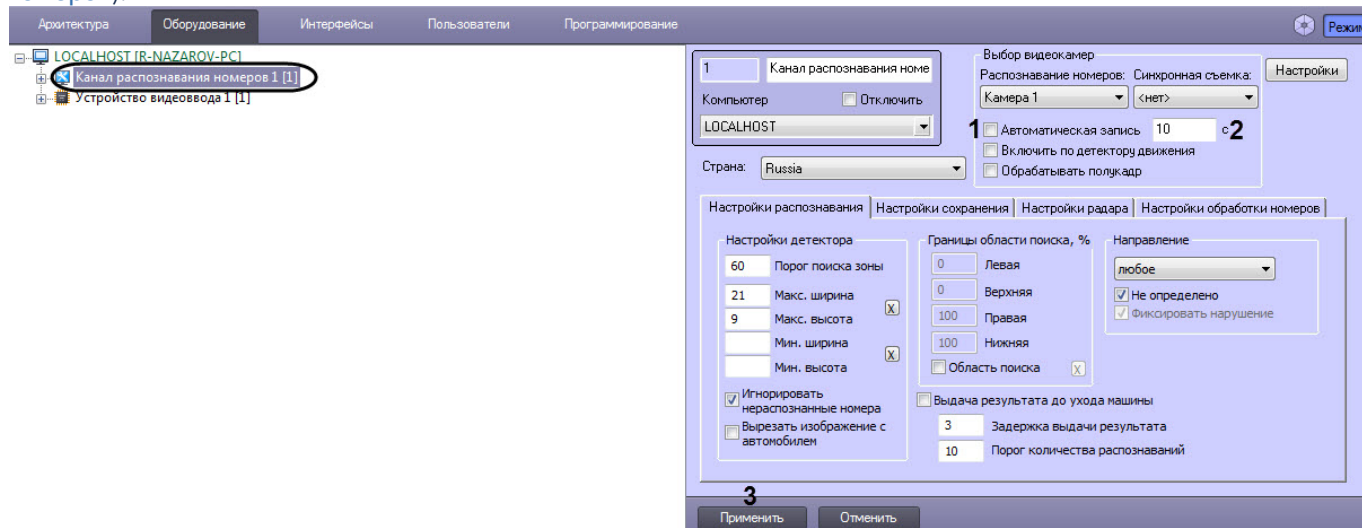 Архитектура Оборудование Интерфейсы Пользователи Программирование Режим
LOCALHOST [R-NAZAROV-PC]
Канал распознавания номеров 1 [1]
Устройство видеоввода 1 [1]
1 Канал распознавания номе
Компьютер Отключить
LOCALHOST
Страна: Russia
Выбор видеокамер
Распознавание номеров: Синхронная съемка:
Камера 1 <нет>
Настройки
1 Автоматическая запись 10 с 2
Включить по детектору движения
Обрабатывать полукадр
Настройки распознавания Настройки сохранения Настройки радара Настройки обработки номеров
Настройки детектора
60 Порог поиска зоны
21 Макс. ширина
9 Макс. высота
X
Мин. ширина
Мин. высота
X
Игнорировать
нераспознанные номера
Вырезать изображение с
автомобилем
Границы области поиска, %
0 Левая
0 Верхняя
100 Правая
100 Нижняя
Область поиска X
Направление
любое
Не определено
Фиксировать нарушение
Выдача результата до ухода машины
3 Задержка выдачи результата
10 Порог количества распознаваний
3
Применить Отменить